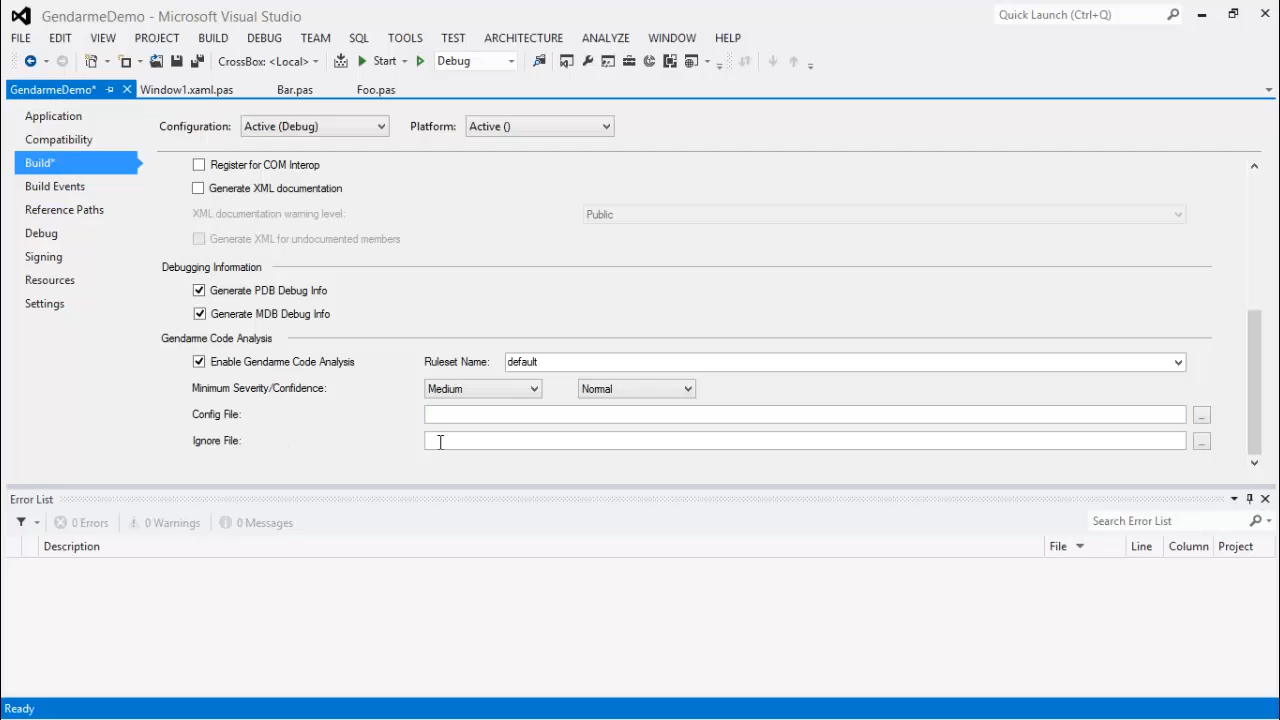 GendarmeDemo - Microsoft Visual Studio
Quick Launch (Ctrl+Q)
FILE EDIT VIEW PROJECT BUILD DEBUG TEAM SQL TOOLS TEST ARCHITECTURE ANALYZE WINDOW HELP
CrossBox: <Local> Start Debug
GendarmeDemo* Window1.xaml.pas Bar.pas Foo.pas
Application
Compatibility
Build*
Build Events
Reference Paths
Debug
Signing
Resources
Settings
Configuration: Active (Debug) Platform: Active ()
Register for COM Interop
Generate XML documentation
XML documentation warning level: Public
Generate XML for undocumented members
Debugging Information
Generate PDB Debug Info
Generate MDB Debug Info
Gendarme Code Analysis
Enable Gendarme Code Analysis Ruleset Name: default
Minimum Severity/Confidence: Medium Normal
Config File: ...
Ignore File: ...
Error List
0 Errors 0 Warnings 0 Messages Search Error List
Description File Line Column Project
Ready